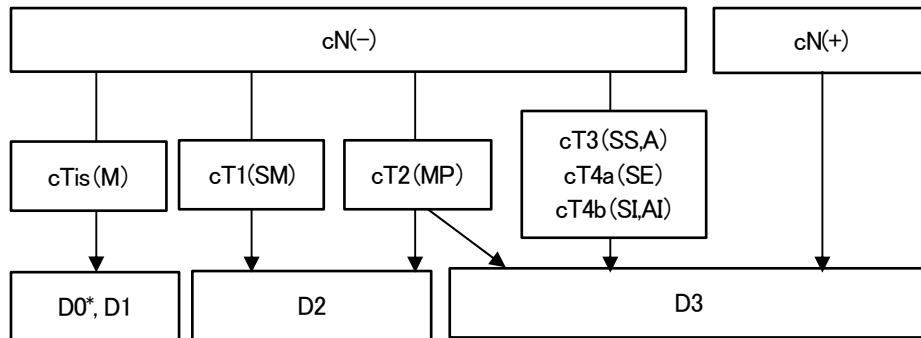 cN(−)
cN(+)
cTis(M)
cT1(SM)
cT2(MP)
cT3(SS,A)
cT4a(SE)
cT4b(SI,AI)
D0*, D1
D2
D3